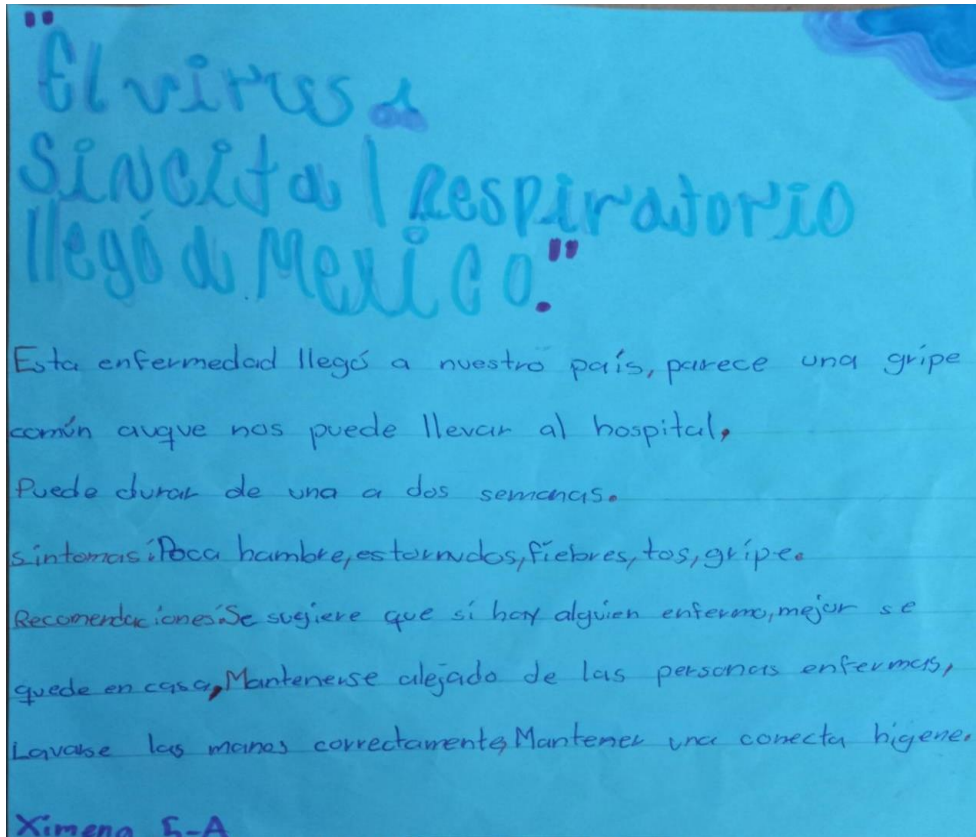 "El virus
Sincital Respiratorio
llegó a Mexico."
Esta enfermedad llegó a nuestro país, parece una gripe
común auque nos puede llevar al hospital,
Puede durar de una a dos semanas.
síntomas: Poca hambre, estornudos, fiebres, tos, gripe.
Recomendaciones: Se sugiere que si hay alguien enfermo, mejor se
quede en casa, Mantenerse alejado de las personas enfermas,
Lavarse las manos correctamente, Mantener una correcta higene.
Ximena 5-A